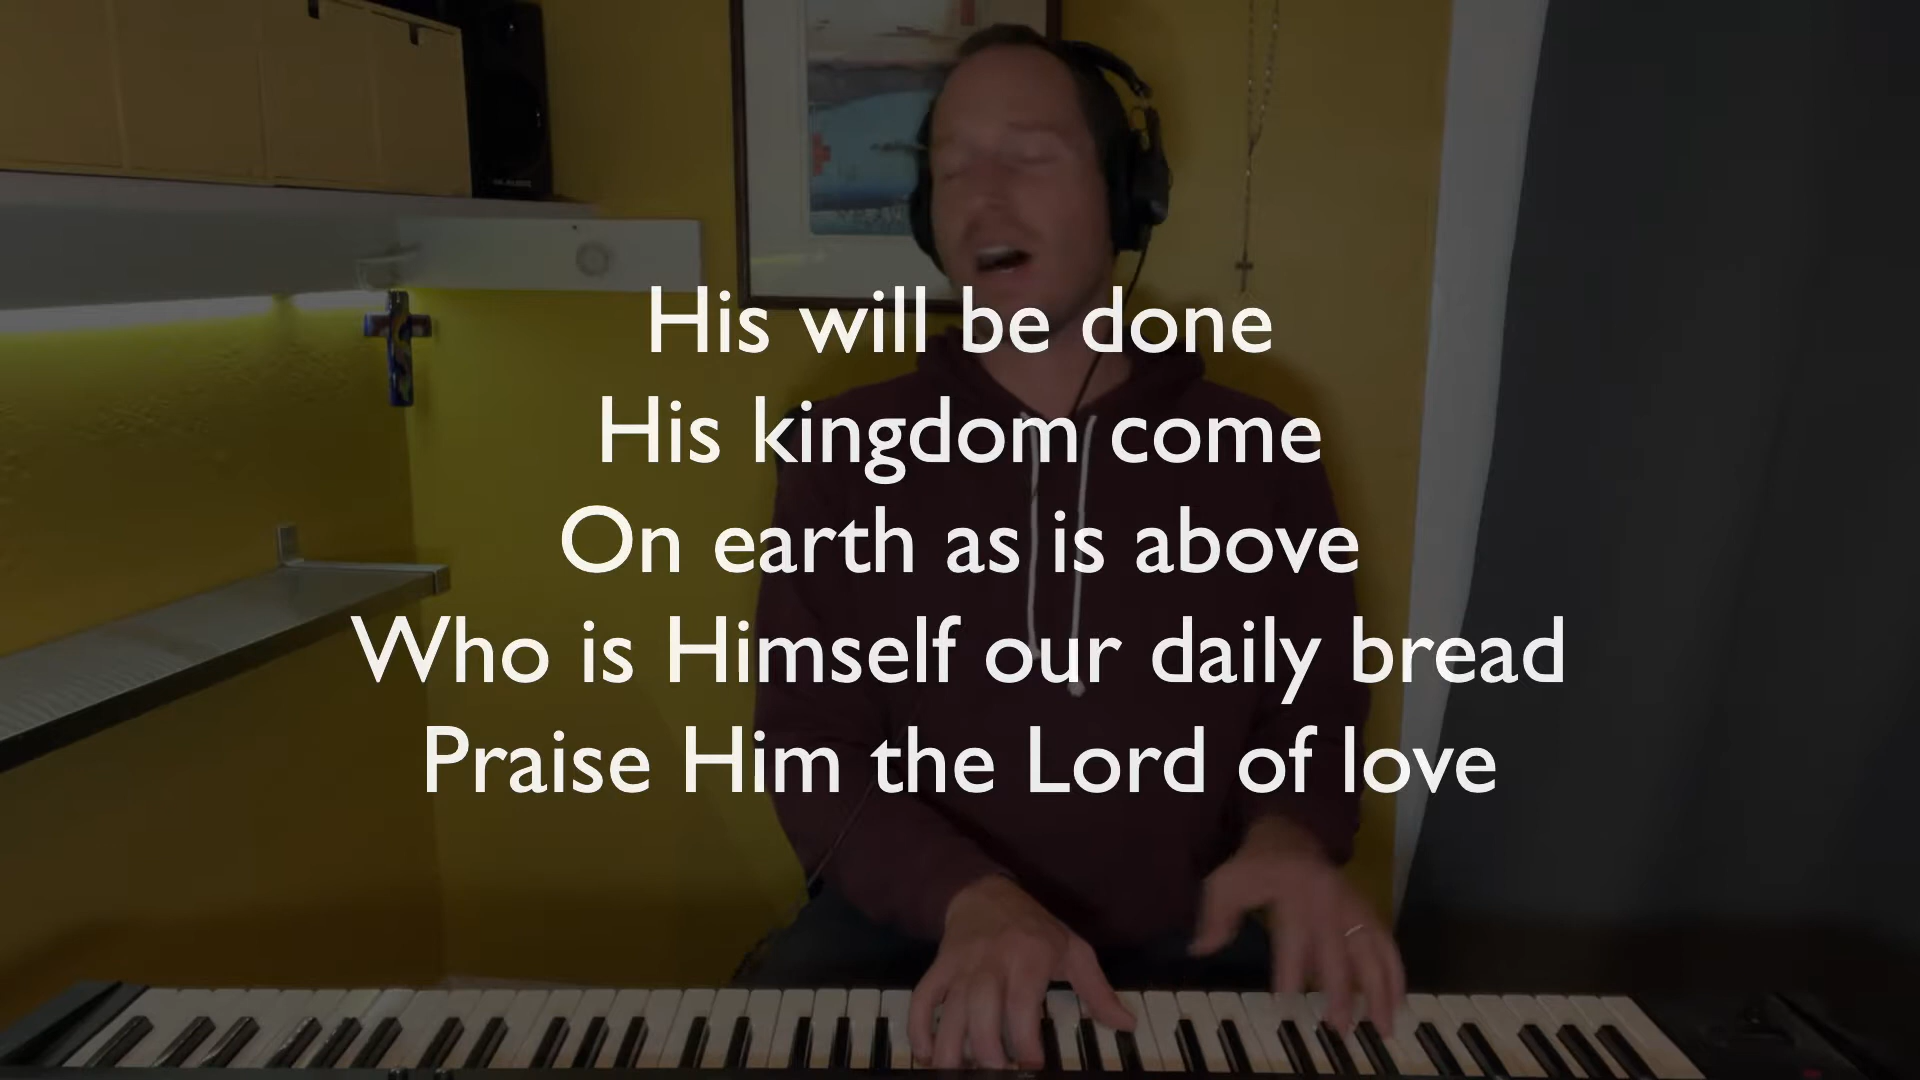 His will be done
His kingdom come
On earth as is above
Who is Himself our daily bread
Praise Him the Lord of love